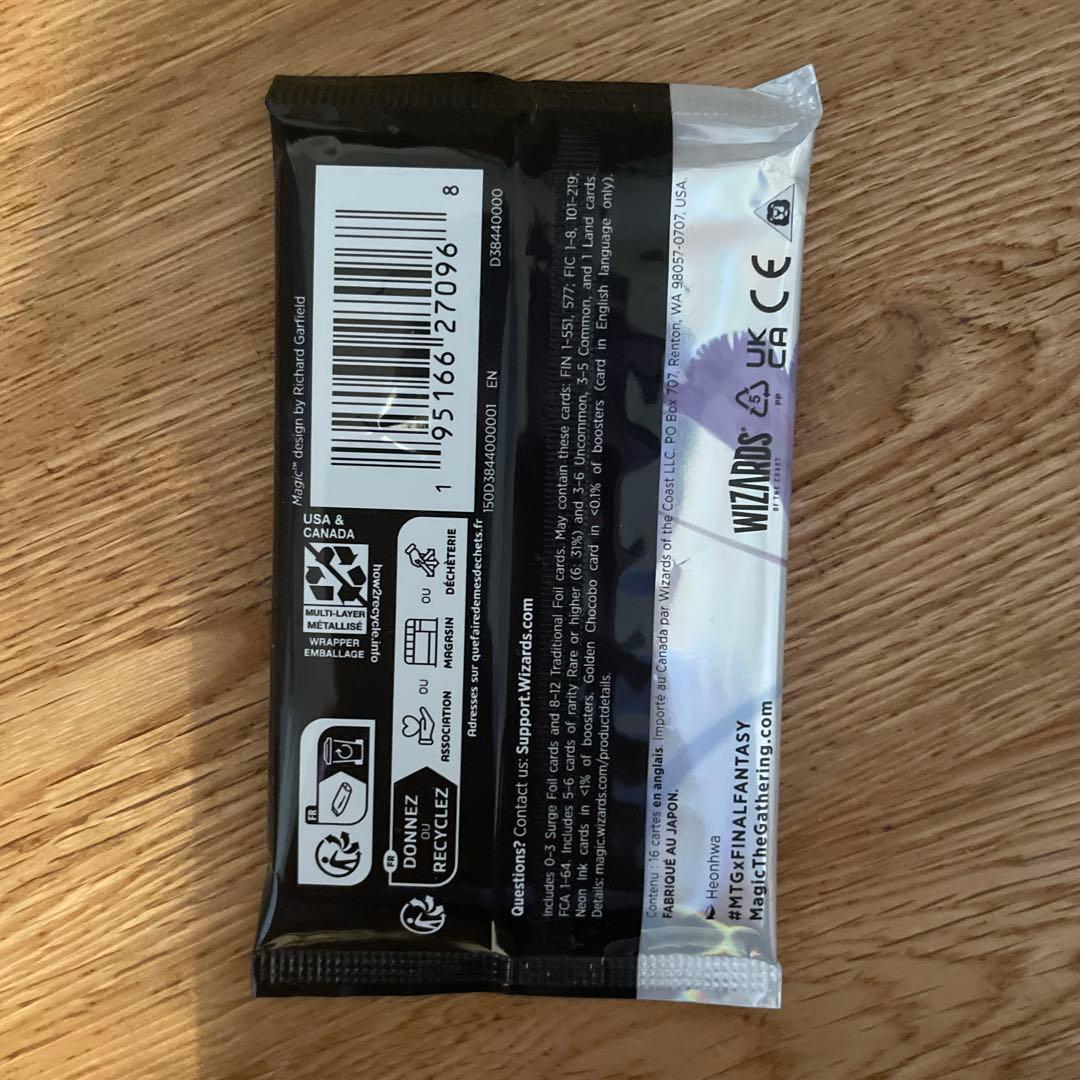 Magic™ design by Richard Garfield
1 95166 27096 8
150D38440000001 EN
D38440000
USA & CANADA
MULTI-LAYER
MÉTALLISÉ
WRAPPER
EMBALLAGE
how2recycle.info
FR
FR
DONNEZ
OU
RECYCLEZ
ASSOCIATION
OU
MAGASIN
OU
DÉCHÈTERIE
Adresses sur quefairedemesdechets.fr
Questions? Contact us: Support.Wizards.com
Includes 0-3 Surge Foil cards and 8-12 Traditional Foil cards. May contain these cards: FIN 1-551, 577; FIC 1-8, 101-219;
FCA 1-64. Includes 5-6 cards of rarity Rare or higher (6: 31%) and 3-6 Uncommon, 3-5 Common, and 1 Land cards.
Neon Ink cards in <1% of boosters. Golden Chocobo card in <0.1% of boosters (card in English language only).
Details: magic.wizards.com/productdetails.
Contenu : 16 cartes en anglais. Importé au Canada par Wizards of the Coast LLC, PO Box 707, Renton, WA 98057-0707, USA.
FABRIQUÉ AU JAPON.
Heonhwa
#MTGxFINALFANTASY
MagicTheGathering.com
WIZARDS
OF THE COAST
5
PP
UK
CA
CE